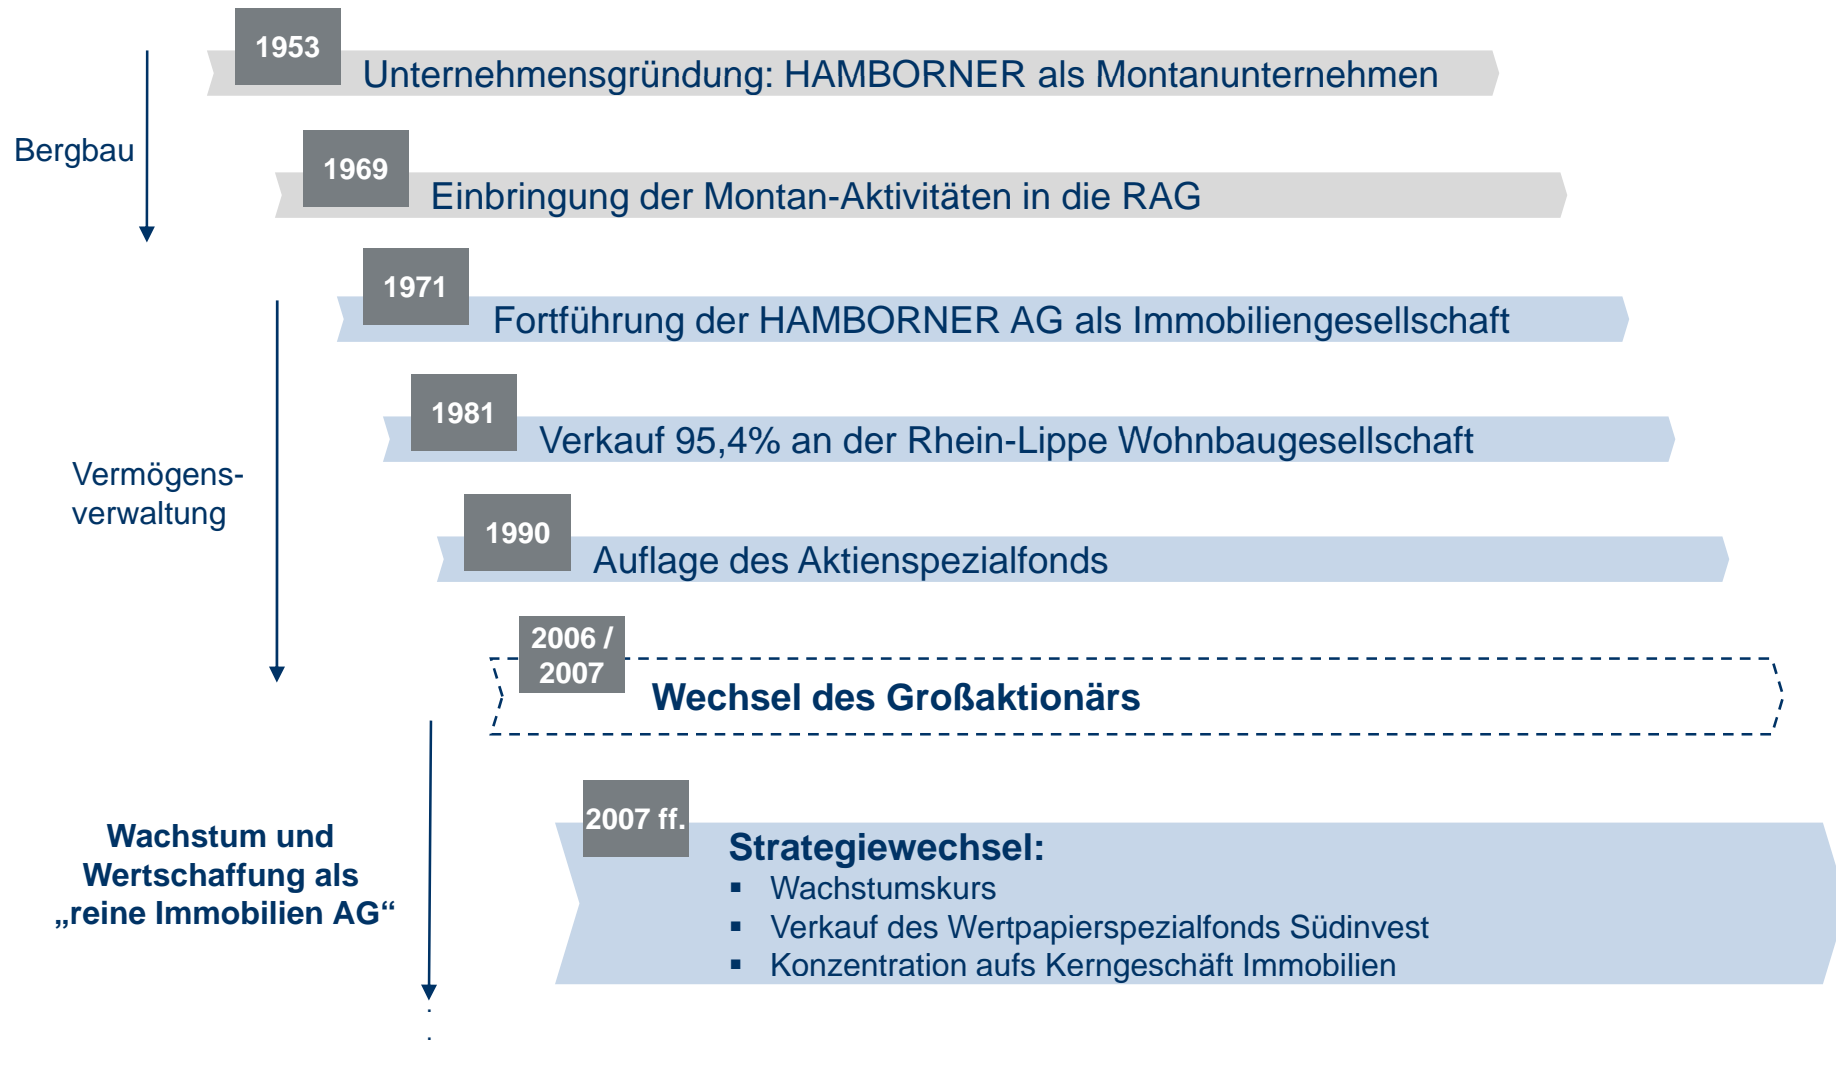 1953
Unternehmensgründung: HAMBORNER als Montanunternehmen
Bergbau
1969
Einbringung der Montan-Aktivitäten in die RAG
1971
Fortführung der HAMBORNER AG als Immobiliengesellschaft
1981
Verkauf 95,4% an der Rhein-Lippe Wohnbaugesellschaft
Vermögens-
verwaltung
1990
Auflage des Aktienspezialfonds
2006 /
2007
Wechsel des Großaktionärs
2007 ff.
Wachstum und
Wertschaffung als
„reine Immobilien AG“
Strategiewechsel:
▪ Wachstumskurs
▪ Verkauf des Wertpapierspezialfonds Südinvest
▪ Konzentration aufs Kerngeschäft Immobilien